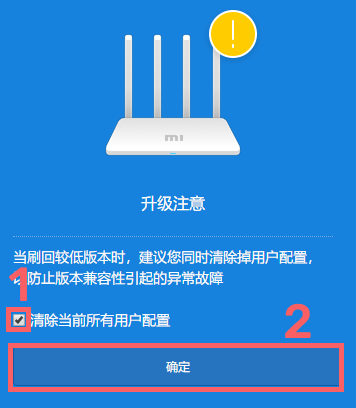 mi
升级注意
当刷回较低版本时，建议您同时清除掉用户配置，
以防止版本兼容性引起的异常故障
1
清除当前所有用户配置
2
确定